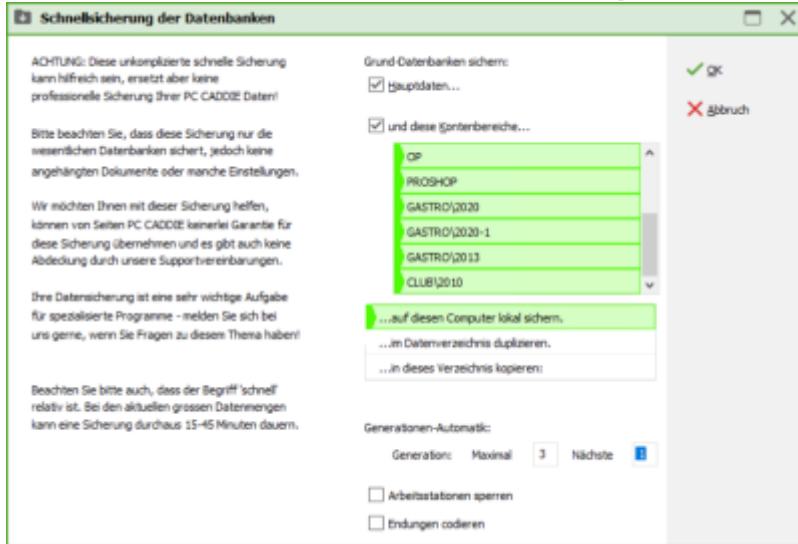 Schnellsicherung der Datenbanken
ACHTUNG: Diese unkomplizierte schnelle Sicherung
kann hilfreich sein, ersetzt aber keine
professionelle Sicherung Ihrer PC CADDIE Daten!
Bitte beachten Sie, dass diese Sicherung nur die
wesentlichen Datenbanken sichert, jedoch keine
angehängten Dokumente oder manche Einstellungen.
Wir möchten Ihnen mit dieser Sicherung helfen,
können von Seiten PC CADDIE keinerlei Garantie für
diese Sicherung übernehmen und es gibt auch keine
Abdeckung durch unsere Supportvereinbarungen.
Ihre Datensicherung ist eine sehr wichtige Aufgabe
für spezialisierte Programme - melden Sie sich bei
uns gerne, wenn Sie Fragen zu diesem Thema haben!
Beachten Sie bitte auch, dass der Begriff 'schnell'
relativ ist. Bei den aktuellen grossen Datenmengen
kann eine Sicherung durchaus 15-45 Minuten dauern.
Grund-Datenbanken sichern:
Hauptdaten...
und diese Kontenbereiche...
OP
PROSHOP
GASTRO\2020
GASTRO\2020-1
GASTRO\2013
CLUB\2010
...auf diesen Computer lokal sichern.
...im Datenverzeichnis duplizieren.
...in dieses Verzeichnis kopieren:
Generationen-Automatik:
Generation: Maximal 3 Nächste 1
Arbeitsstationen sperren
Endungen codieren
OK
Abbruch